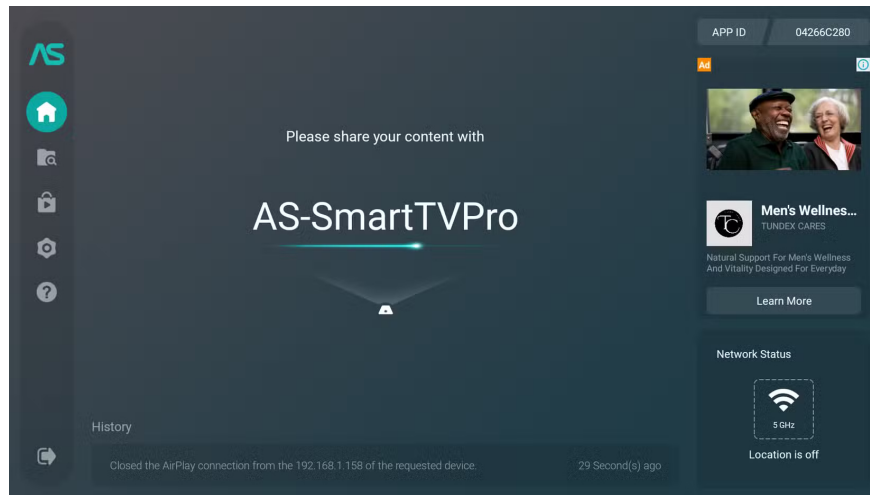 AS
APP ID 04266C280
Ad
Please share your content with
AS-SmartTVPro
TC
Men's Wellnes...
TUNDEX CARES
Natural Support For Men's Wellness
And Vitality Designed For Everyday
Learn More
Network Status
5 GHz
Location is off
History
Closed the AirPlay connection from the 192.168.1.158 of the requested device. 29 Second(s) ago